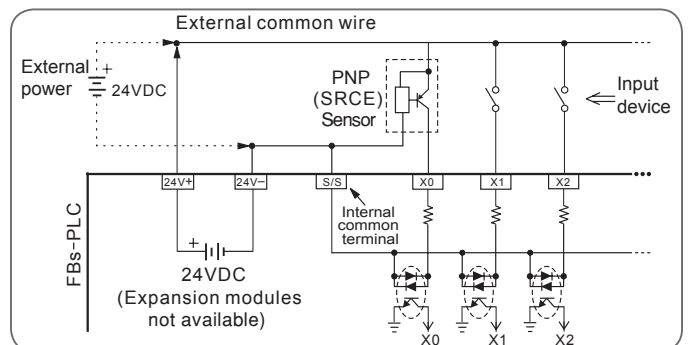 External common wire
External
power
+
24VDC
PNP
(SRCE)
Sensor
Input
device
24V+
24V−
S/S
X0
X1
X2
FBs-PLC
Internal
common
terminal
+
24VDC
(Expansion modules
not available)
X0
X1
X2